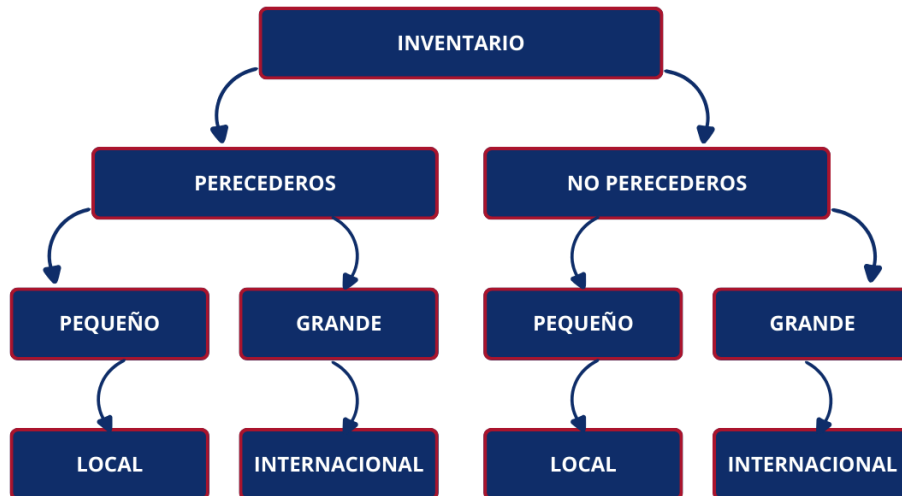 INVENTARIO
PERECEDEROS
NO PERECEDEROS
PEQUEÑO
GRANDE
PEQUEÑO
GRANDE
LOCAL
INTERNACIONAL
LOCAL
INTERNACIONAL